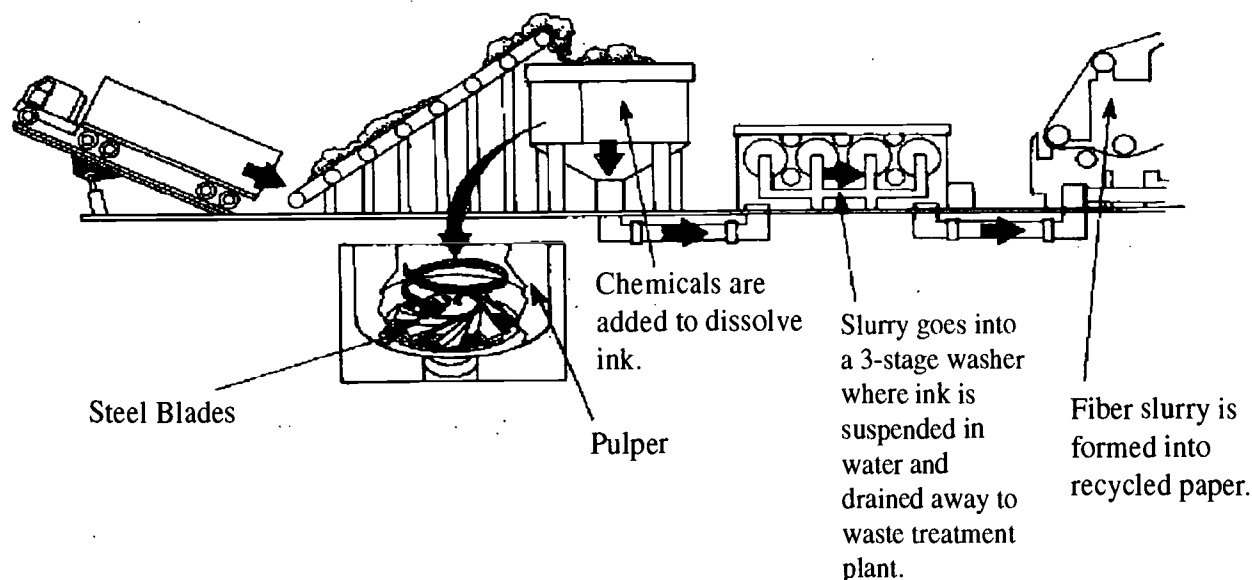 Chemicals are
added to dissolve
ink.
Steel Blades
Pulper
Slurry goes into
a 3-stage washer
where ink is
suspended in
water and
drained away to
waste treatment
plant.
Fiber slurry is
formed into
recycled paper.